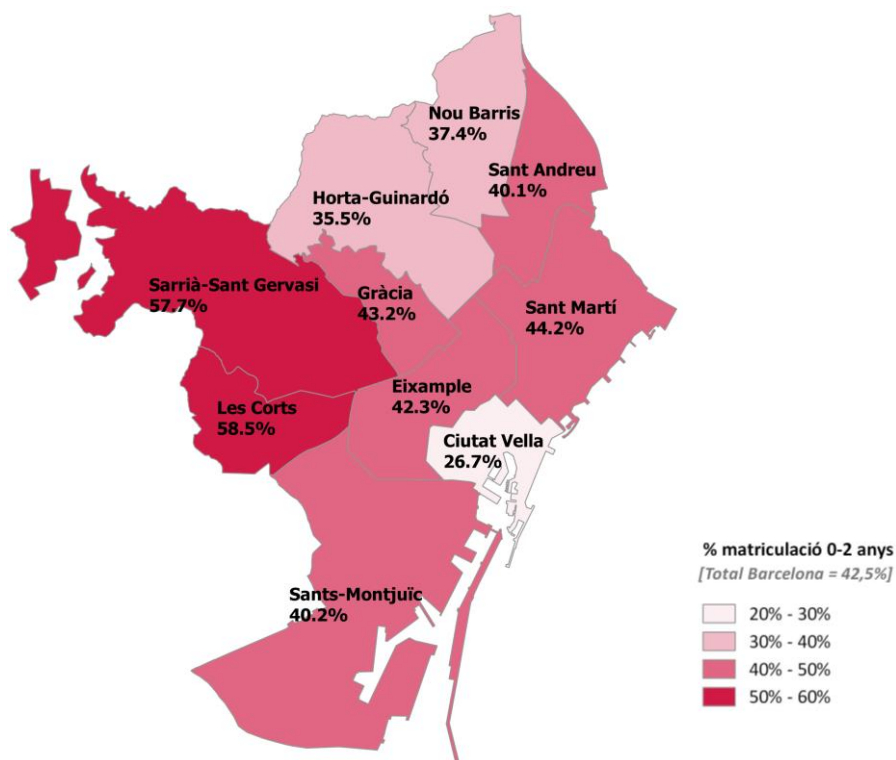 Nou Barris
37.4%
Sant Andreu
40.1%
Horta-Guinardó
35.5%
Sarrià-Sant Gervasi
57.7%
Gràcia
43.2%
Sant Martí
44.2%
Eixample
42.3%
Les Corts
58.5%
Ciutat Vella
26.7%
Sants-Montjuïc
40.2%
% matriculació 0-2 anys
[Total Barcelona = 42,5%]
20% - 30%
30% - 40%
40% - 50%
50% - 60%